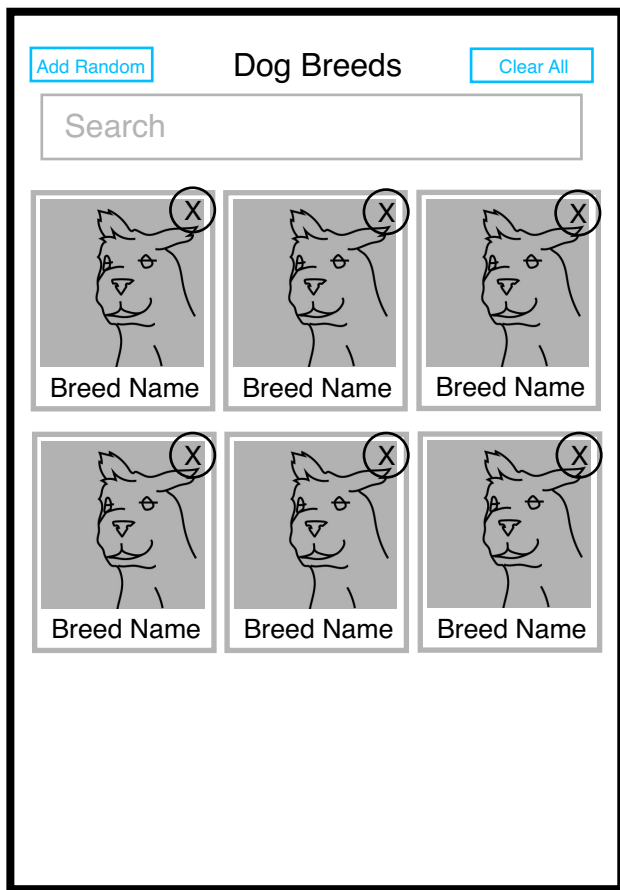 Add Random Dog Breeds Clear All
Search
X X X
Breed Name Breed Name Breed Name
X X X
Breed Name Breed Name Breed Name